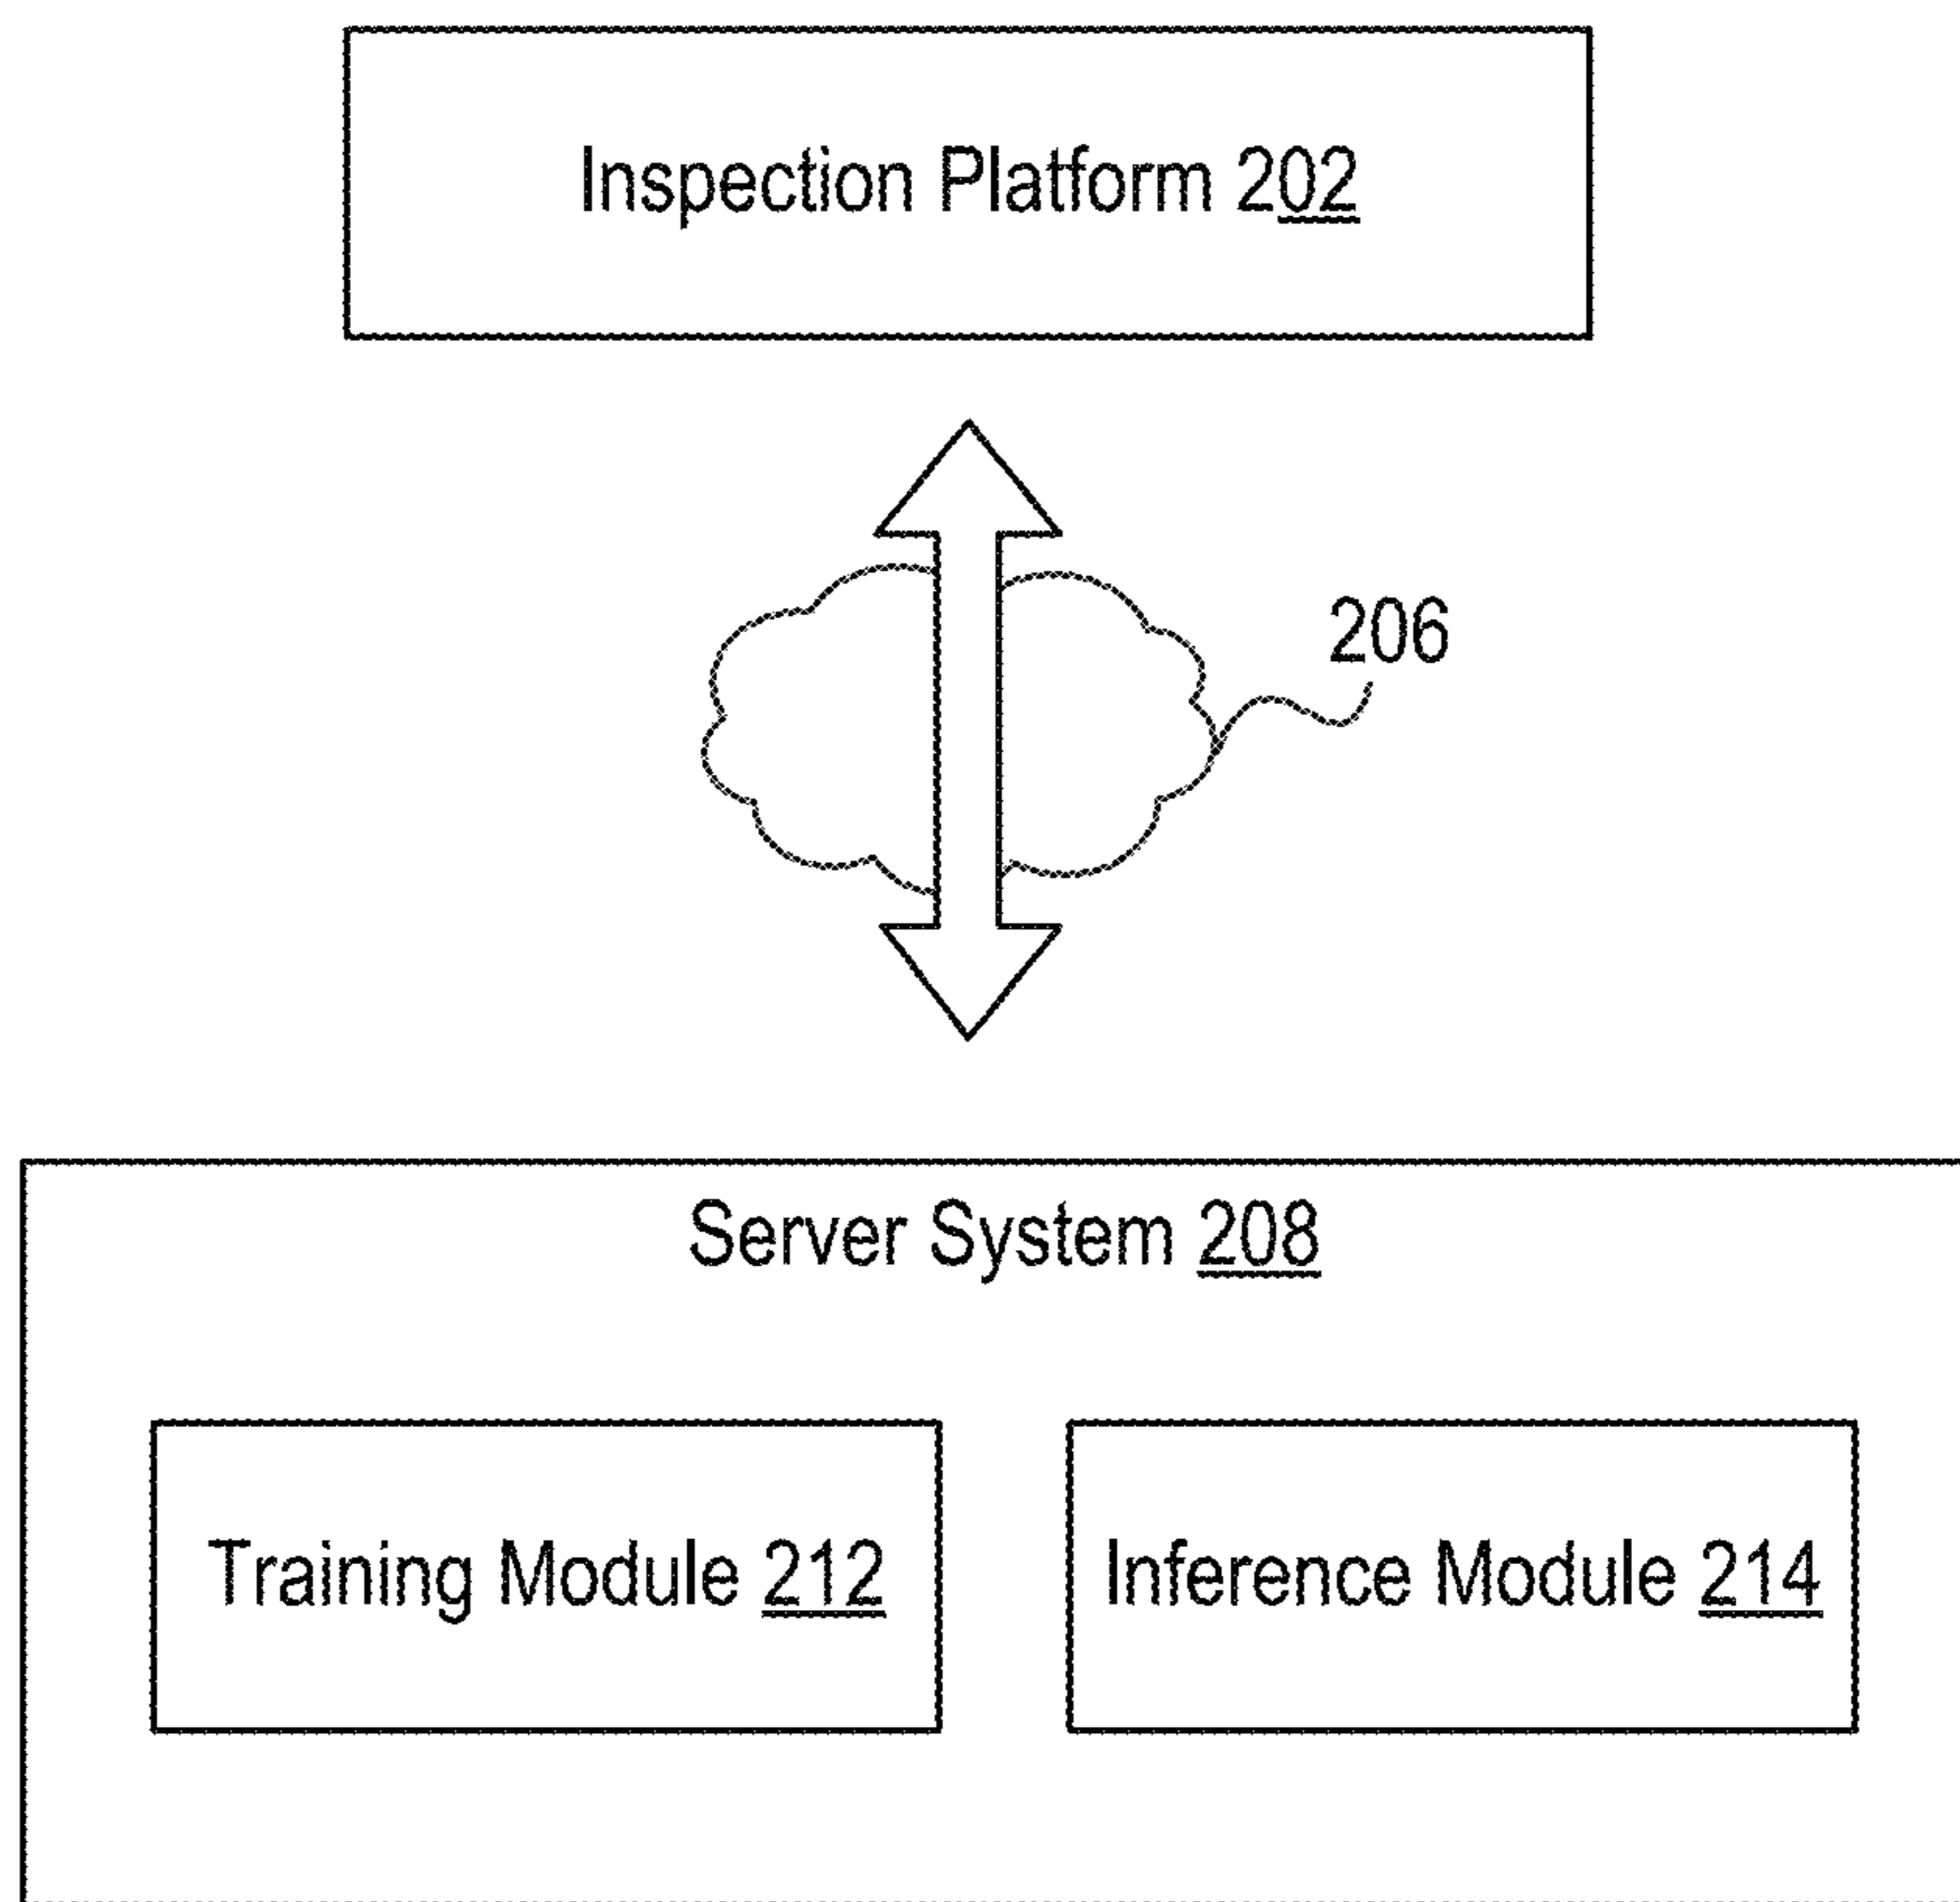 Inspection Platform 202
206
Server System 208
Training Module 212
Inference Module 214